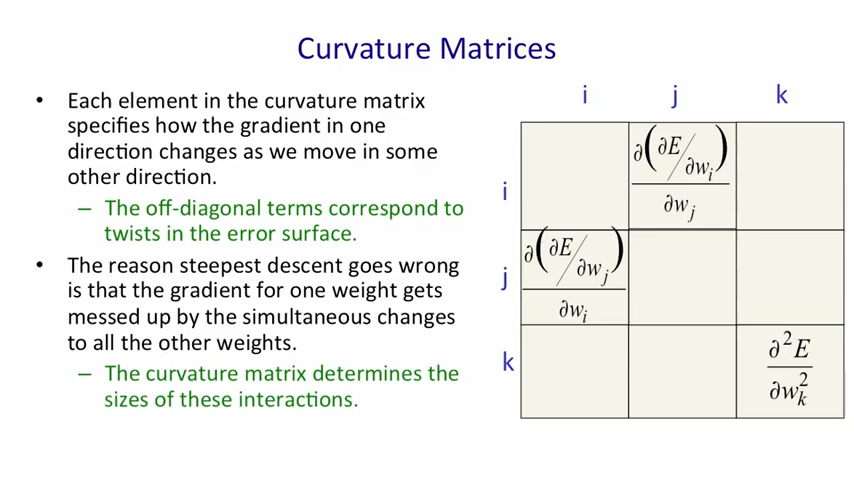 Curvature Matrices
• Each element in the curvature matrix
specifies how the gradient in one
direction changes as we move in some
other direction.
– The off-diagonal terms correspond to
twists in the error surface.
• The reason steepest descent goes wrong
is that the gradient for one weight gets
messed up by the simultaneous changes
to all the other weights.
– The curvature matrix determines the
sizes of these interactions.
i j k
i
∂(∂E/∂w_i)
∂w_j
j
∂(∂E/∂w_j)
∂w_i
k
∂²E
∂w_k²